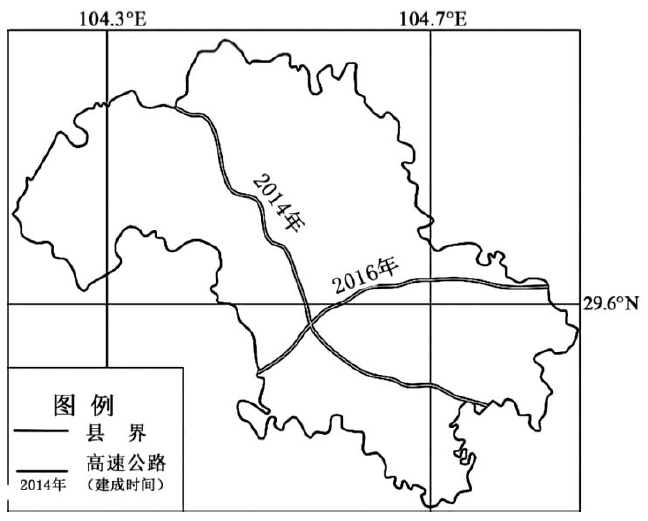 104.3°E
104.7°E
2014年
2016年
29.6°N
图 例
县 界
高速公路
2014年 (建成时间)